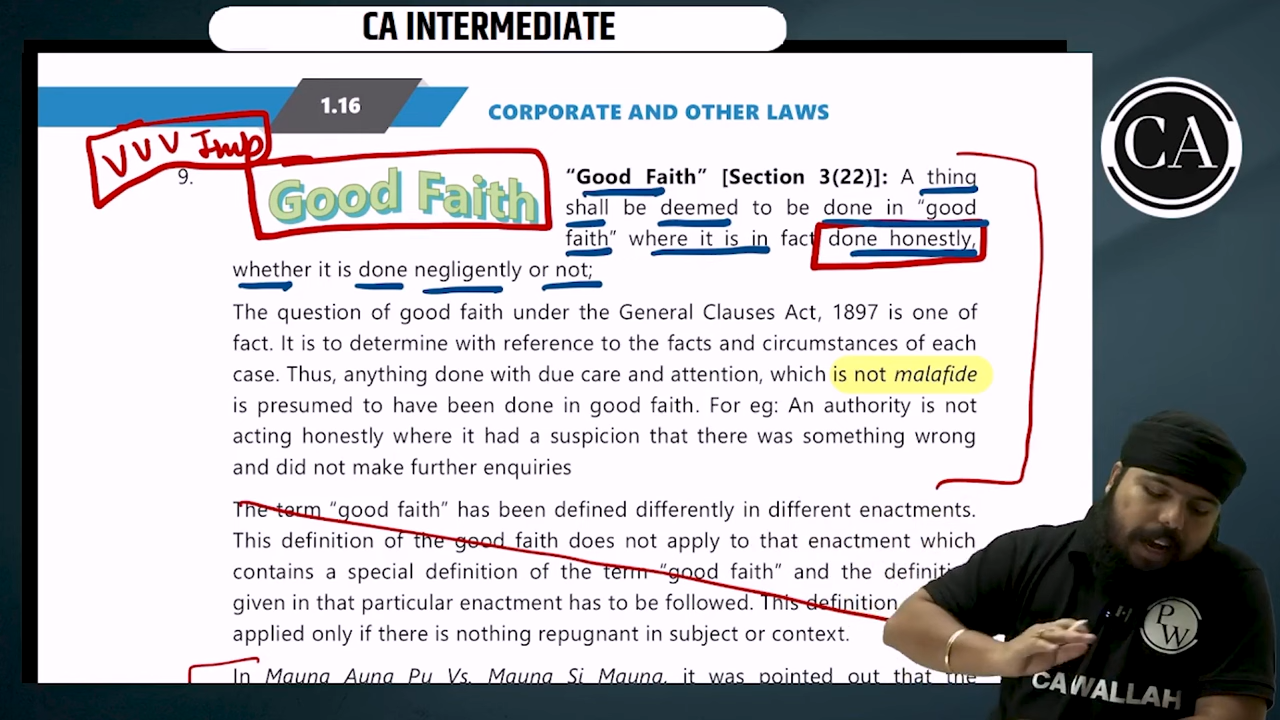 CA INTERMEDIATE
1.16
CORPORATE AND OTHER LAWS
CA
VVV Imp
9.
Good Faith
“Good Faith” [Section 3(22)]: A thing
shall be deemed to be done in “good
faith” where it is in fact done honestly,
whether it is done negligently or not;
The question of good faith under the General Clauses Act, 1897 is one of
fact. It is to determine with reference to the facts and circumstances of each
case. Thus, anything done with due care and attention, which is not malafide
is presumed to have been done in good faith. For eg: An authority is not
acting honestly where it had a suspicion that there was something wrong
and did not make further enquiries
The term “good faith” has been defined differently in different enactments.
This definition of the good faith does not apply to that enactment which
contains a special definition of the term “good faith” and the
given in that particular enactment has to be followed. This definition
applied only if there is nothing repugnant in subject or context.
In Maung Aung Pu Vs. Maung Si Maung, it was pointed out that the
PW
CA WALLAH